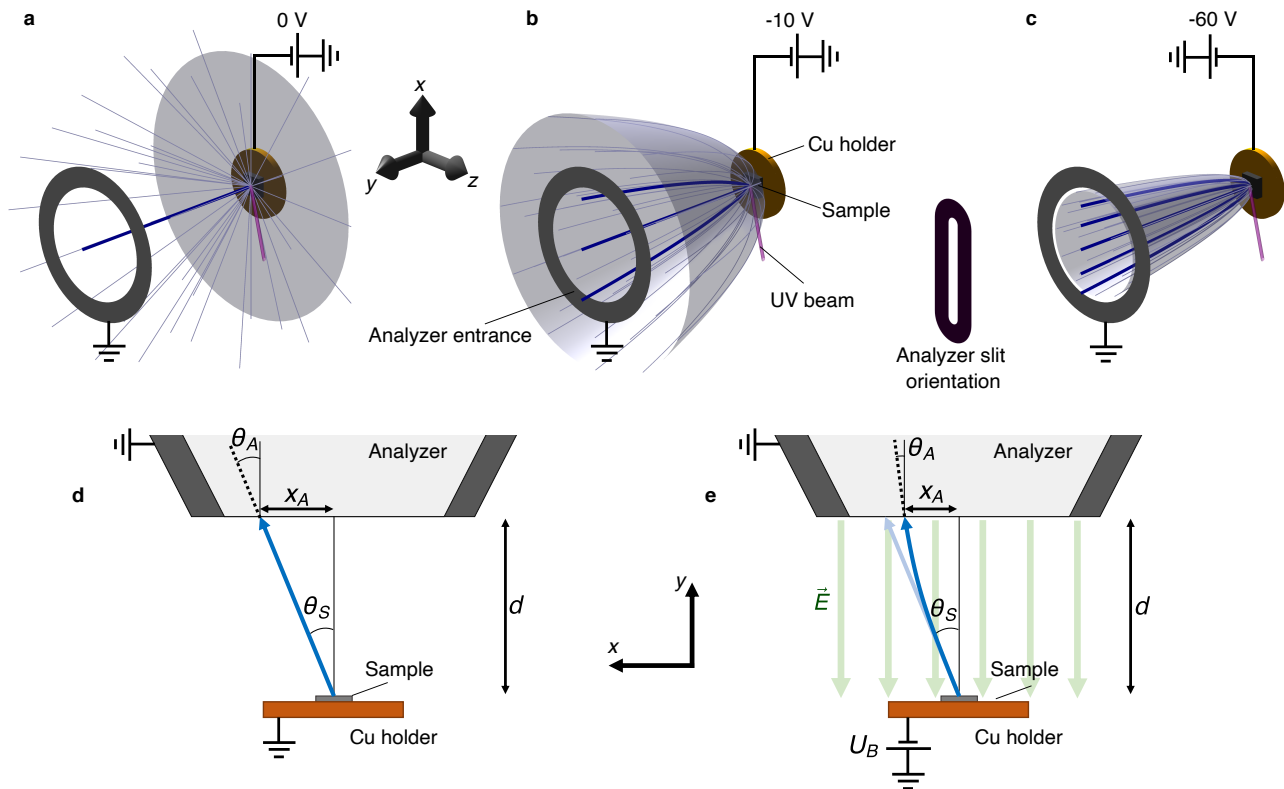 a
0 V
b
-10 V
c
-60 V
x
y
z
Cu holder
Sample
UV beam
Analyzer entrance
Analyzer slit
orientation
d
θA
Analyzer
xA
θS
d
Sample
Cu holder
y
x
e
θA
Analyzer
xA
E
θS
d
Sample
Cu holder
UB